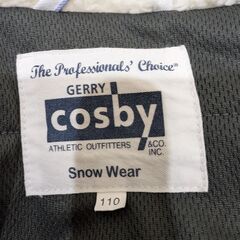 The Professionals' Choice®
GERRY
cosby
ATHLETIC OUTFITTERS &CO. INC.
Snow Wear
110